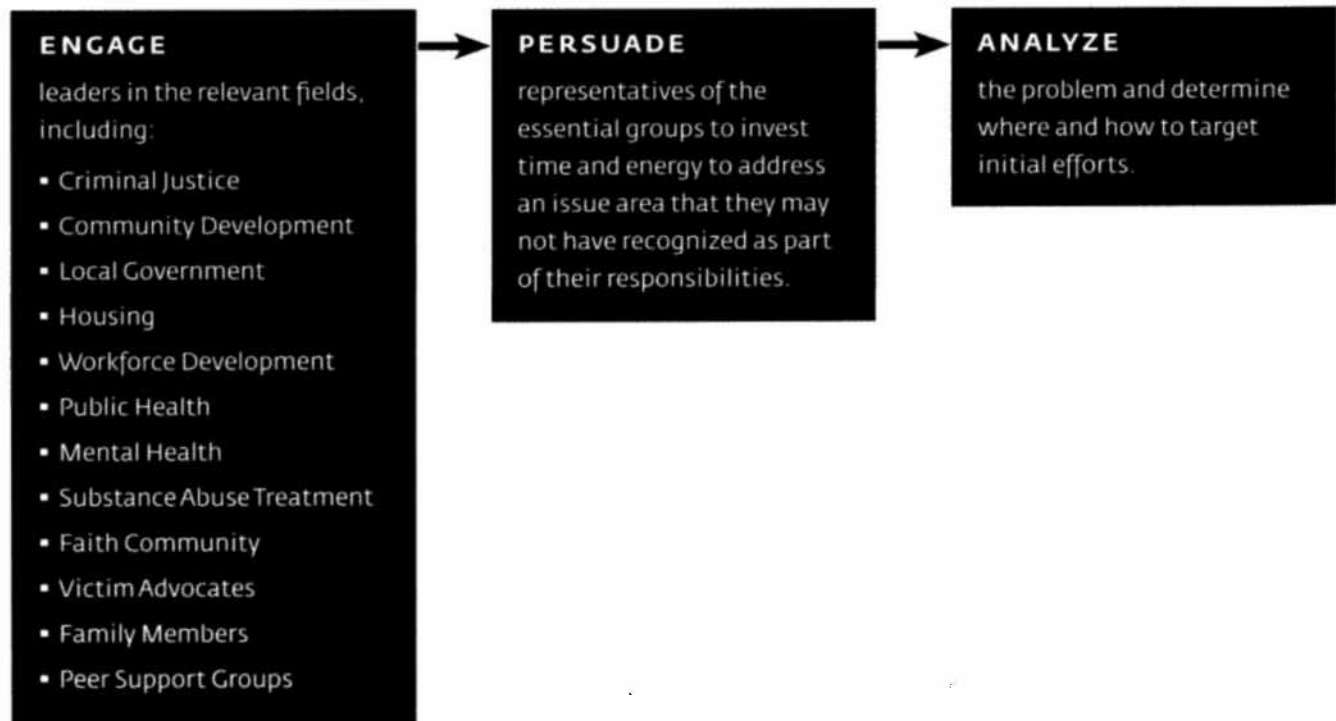 ENGAGE
leaders in the relevant fields,
including:
▪ Criminal Justice
▪ Community Development
▪ Local Government
▪ Housing
▪ Workforce Development
▪ Public Health
▪ Mental Health
▪ Substance Abuse Treatment
▪ Faith Community
▪ Victim Advocates
▪ Family Members
▪ Peer Support Groups
PERSUADE
representatives of the
essential groups to invest
time and energy to address
an issue area that they may
not have recognized as part
of their responsibilities.
ANALYZE
the problem and determine
where and how to target
initial efforts.